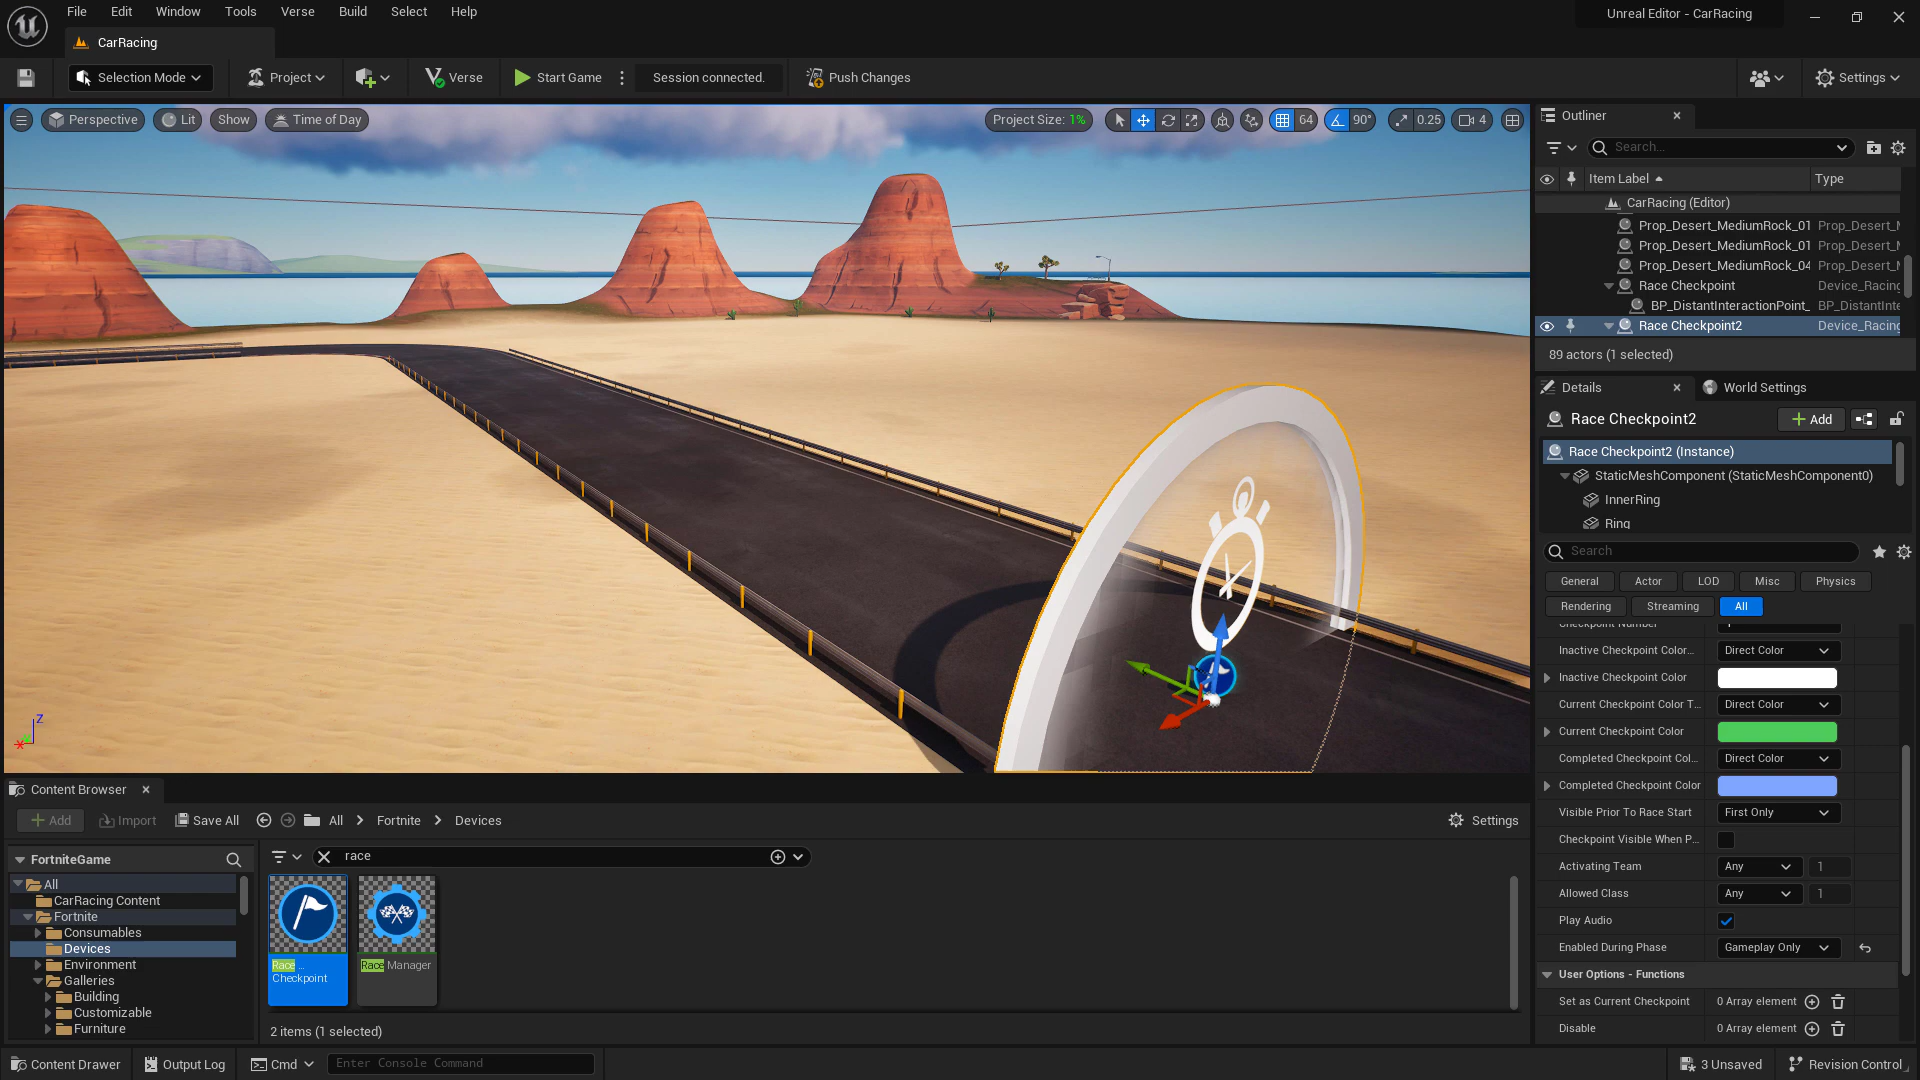 File Edit Window Tools Verse Build Select Help
Unreal Editor - CarRacing
CarRacing
Selection Mode Project Verse Start Game Session connected. Push Changes Settings
Perspective Lit Show Time of Day Project Size: 1% 64 90° 0.25 4
Outliner
Search...
Item Label Type
CarRacing (Editor)
Prop_Desert_MediumRock_01 Prop_Desert_M
Prop_Desert_MediumRock_01 Prop_Desert_M
Prop_Desert_MediumRock_04 Prop_Desert_M
Race Checkpoint Device_Racing
BP_DistantInteractionPoint_ BP_DistantInte
Race Checkpoint2 Device_Racing
89 actors (1 selected)
Details World Settings
Race Checkpoint2 Add
Race Checkpoint2 (Instance)
StaticMeshComponent (StaticMeshComponent0)
InnerRing
Ring
Search
General Actor LOD Misc Physics
Rendering Streaming All
Checkpoint Number
Inactive Checkpoint Color... Direct Color
Inactive Checkpoint Color
Current Checkpoint Color T... Direct Color
Current Checkpoint Color
Completed Checkpoint Col... Direct Color
Completed Checkpoint Color
Visible Prior To Race Start First Only
Checkpoint Visible When P...
Activating Team Any 1
Allowed Class Any 1
Play Audio
Enabled During Phase Gameplay Only
User Options - Functions
Set as Current Checkpoint 0 Array element
Disable 0 Array element
Z
Content Browser
Add Import Save All All Fortnite Devices Settings
FortniteGame
All
CarRacing Content
Fortnite
Consumables
Devices
Environment
Galleries
Building
Customizable
Furniture
race
Race ...
Checkpoint
Race Manager
2 items (1 selected)
Content Drawer Output Log Cmd Enter Console Command 3 Unsaved Revision Control